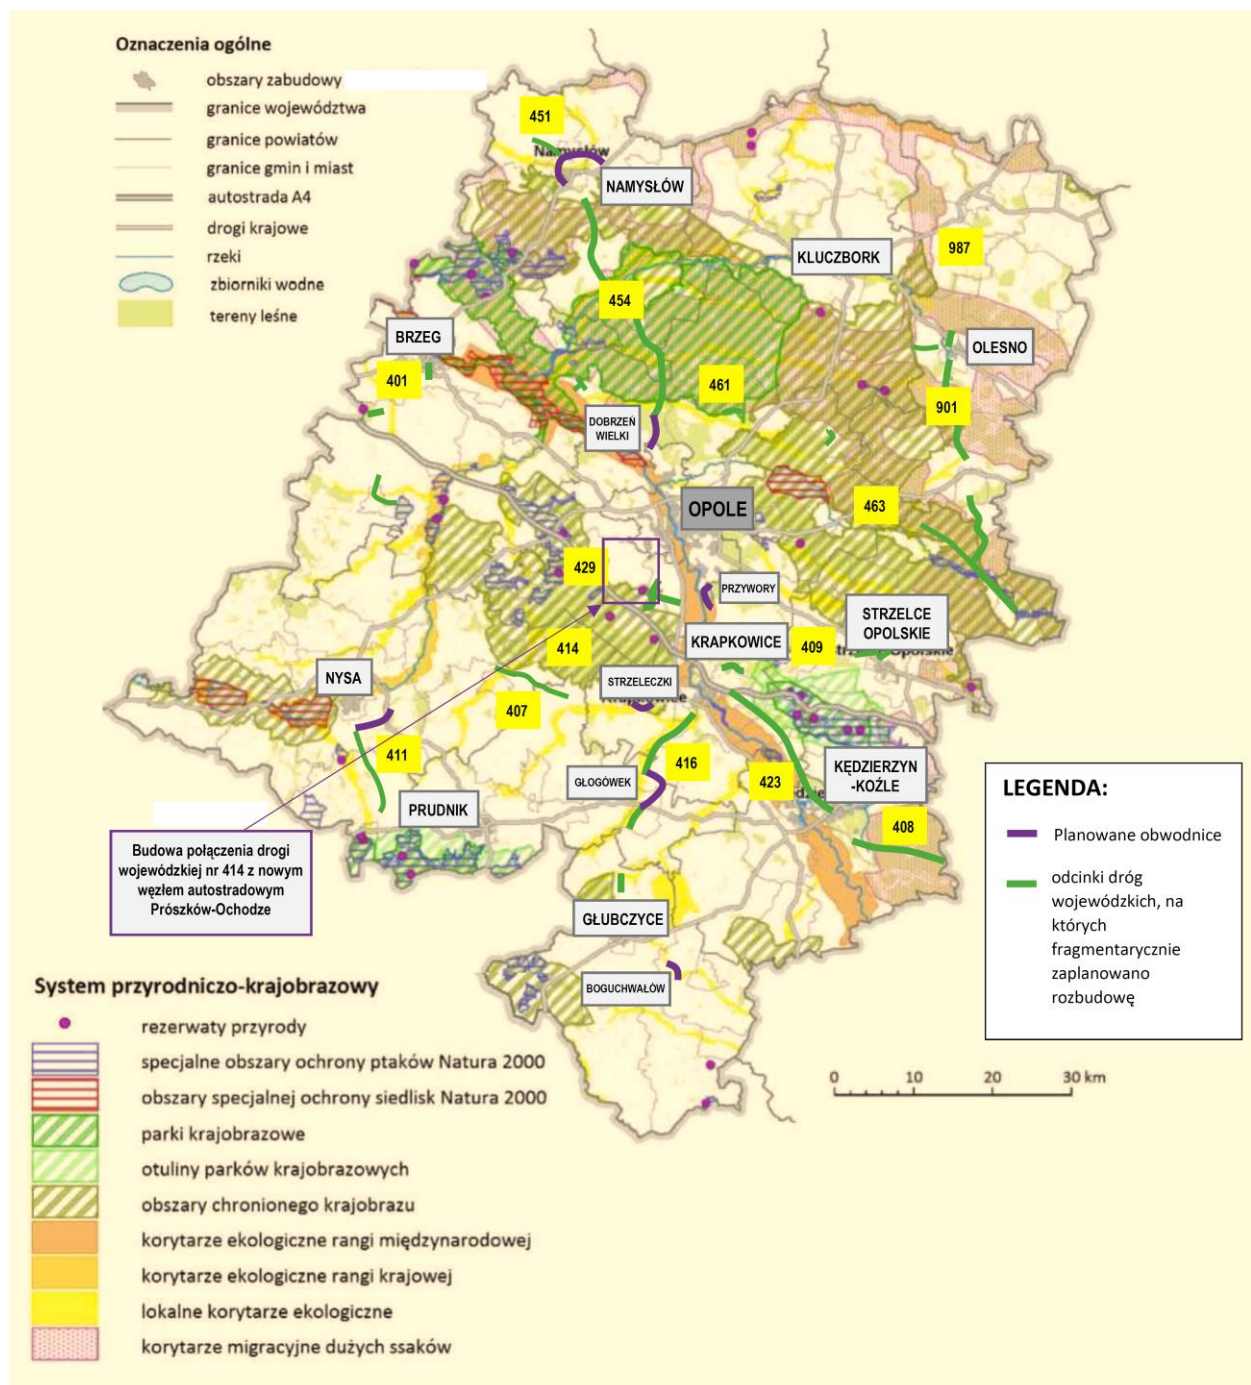 Oznaczenia ogólne
obszary zabudowy
granice województwa
granice powiatów
granice gmin i miast
autostrada A4
drogi krajowe
rzeki
zbiorniki wodne
tereny leśne
451
Namysłów
NAMYSŁÓW
KLUCZBORK
987
454
BRZEG
OLESNO
401
461
901
DOBRZEŃ
WIELKI
OPOLE
463
429
PRZYWORY
STRZELCE
OPOLSKIE
414
KRAPKOWICE
409
NYSA
STRZELECZKI
407
411
416
GŁOGÓWEK
423
KĘDZIERZYN
-KOŹLE
PRUDNIK
408
Budowa połączenia drogi
wojewódzkiej nr 414 z nowym
węzłem autostradowym
Prószków-Ochodze
GŁUBCZYCE
BOGUCHWAŁÓW
LEGENDA:
Planowane obwodnice
odcinki dróg
wojewódzkich, na
których
fragmentarycznie
zaplanowano
rozbudowę
0 10 20 30 km
System przyrodniczo-krajobrazowy
rezerwaty przyrody
specjalne obszary ochrony ptaków Natura 2000
obszary specjalnej ochrony siedlisk Natura 2000
parki krajobrazowe
otuliny parków krajobrazowych
obszary chronionego krajobrazu
korytarze ekologiczne rangi międzynarodowej
korytarze ekologiczne rangi krajowej
lokalne korytarze ekologiczne
korytarze migracyjne dużych ssaków